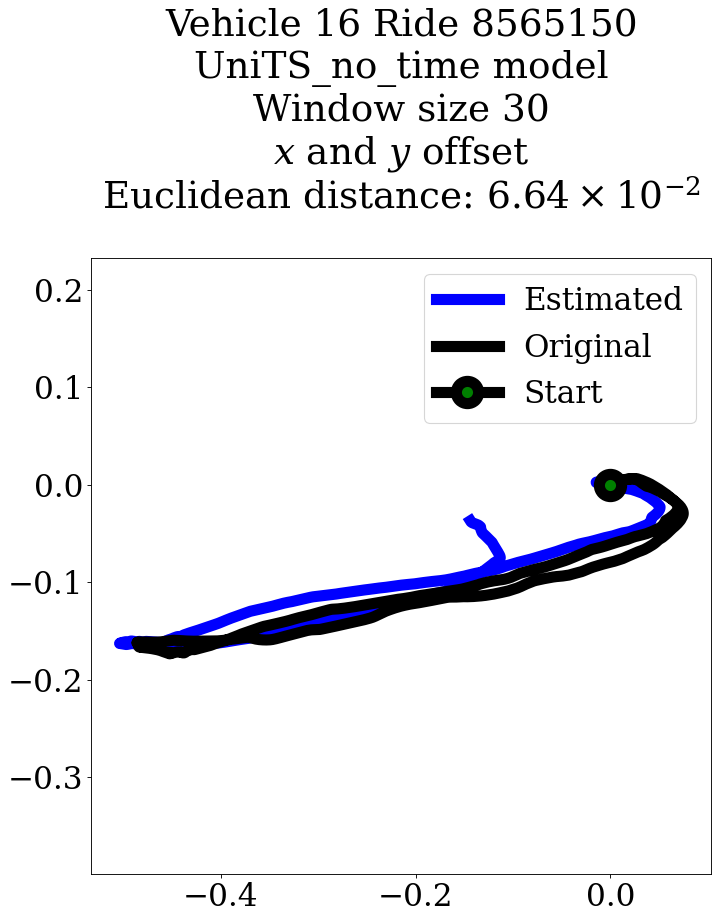 Vehicle 16 Ride 8565150
UniTS_no_time model
Window size 30
x and y offset
Euclidean distance: 6.64 × 10⁻²
Estimated
Original
Start
0.2
0.1
0.0
−0.1
−0.2
−0.3
−0.4
−0.2
0.0